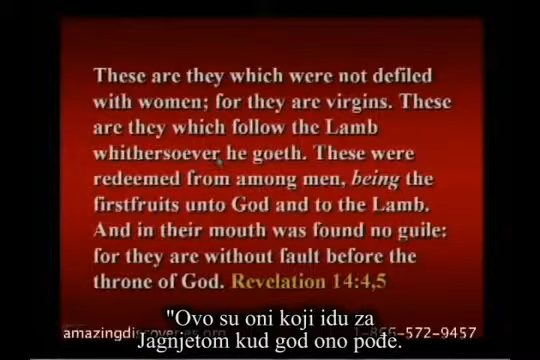 These are they which were not defiled
with women; for they are virgins. These
are they which follow the Lamb
whithersoever he goeth. These were
redeemed from among men, being the
firstfruits unto God and to the Lamb.
And in their mouth was found no guile:
for they are without fault before the
throne of God. Revelation 14:4,5
"Ovo su oni koji idu za
amazingdiscoveries.org 1-866-572-9457
Jagnjetom kud god ono pođe.